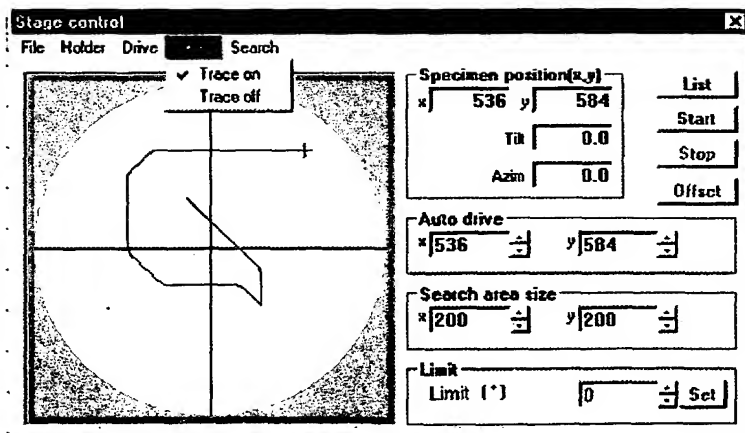 Stage control
File Holder Drive Search
✓ Trace on
Trace off
Specimen position(x,y)
x 536 y 584
Tilt 0.0
Azim 0.0
List
Start
Stop
Offset
Auto drive
x 536 y 584
Search area size
x 200 y 200
Limit
Limit (°) 0 Set